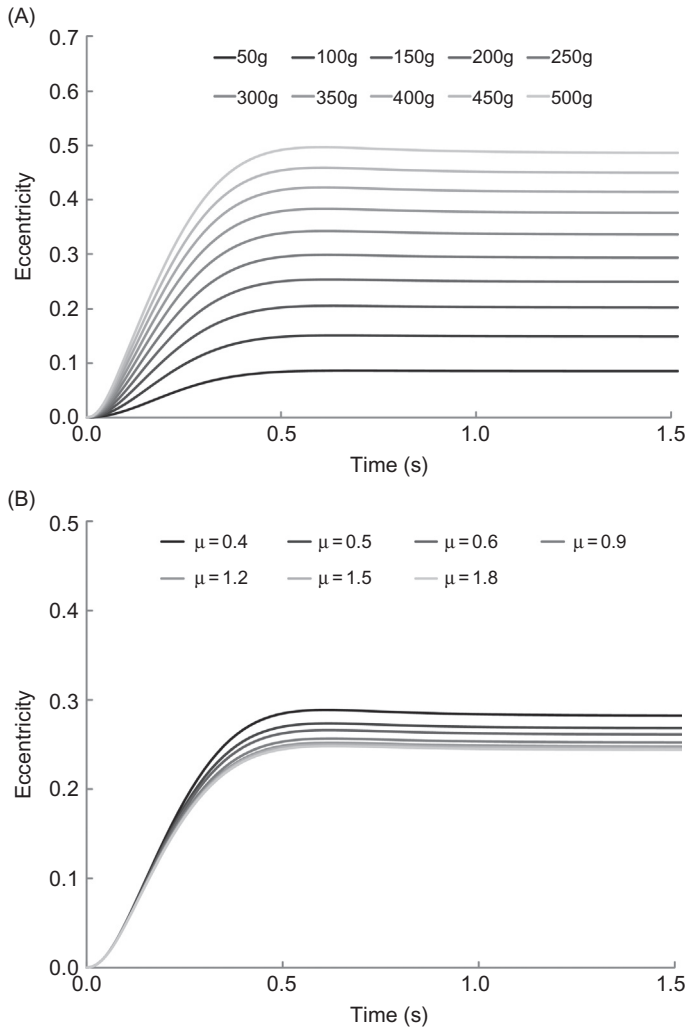 (A)
0.7
0.6
0.5
0.4
0.3
0.2
0.1
0.0
Eccentricity
50g 100g 150g 200g 250g
300g 350g 400g 450g 500g
0.0 0.5 1.0 1.5
Time (s)
(B)
0.5
0.4
0.3
0.2
0.1
0.0
Eccentricity
μ = 0.4 μ = 0.5 μ = 0.6 μ = 0.9
μ = 1.2 μ = 1.5 μ = 1.8
0.0 0.5 1.0 1.5
Time (s)